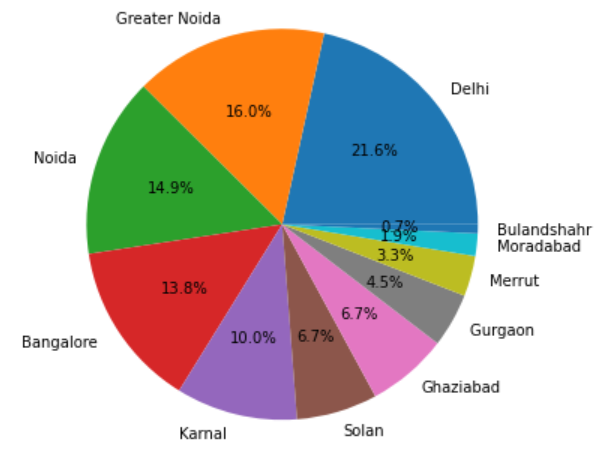 Greater Noida
Delhi
16.0%
21.6%
Noida
14.9%
0.7%
Bulandshahr
1.9%
Moradabad
3.3%
Merrut
4.5%
13.8%
6.7%
Gurgaon
10.0%
6.7%
Bangalore
Ghaziabad
Karnal
Solan